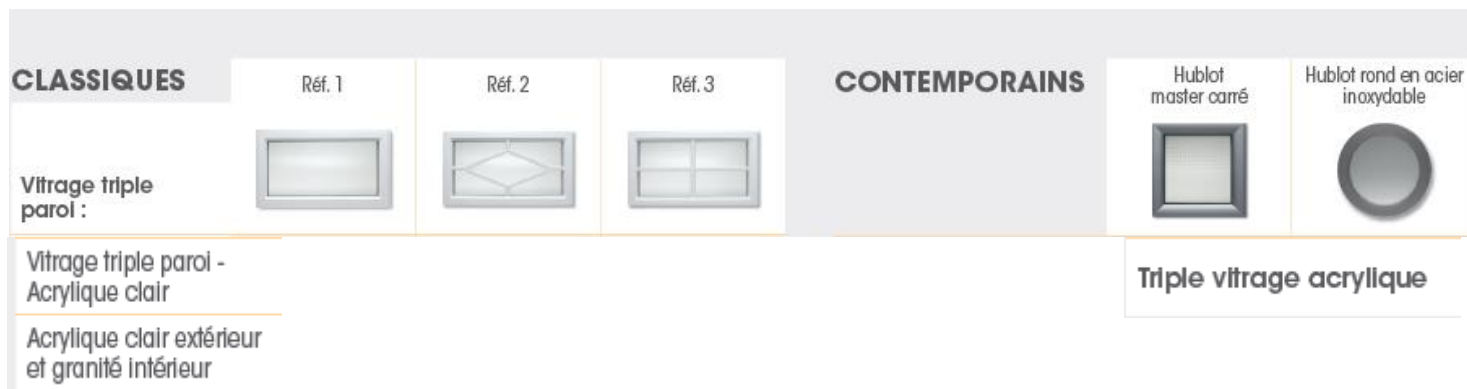 CLASSIQUES
Réf. 1
Réf. 2
Réf. 3
Vitrage triple
paroi :
Vitrage triple paroi -
Acrylique clair
Acrylique clair extérieur
et granité intérieur
CONTEMPORAINS
Hublot
master carré
Hublot rond en acier
inoxydable
Triple vitrage acrylique